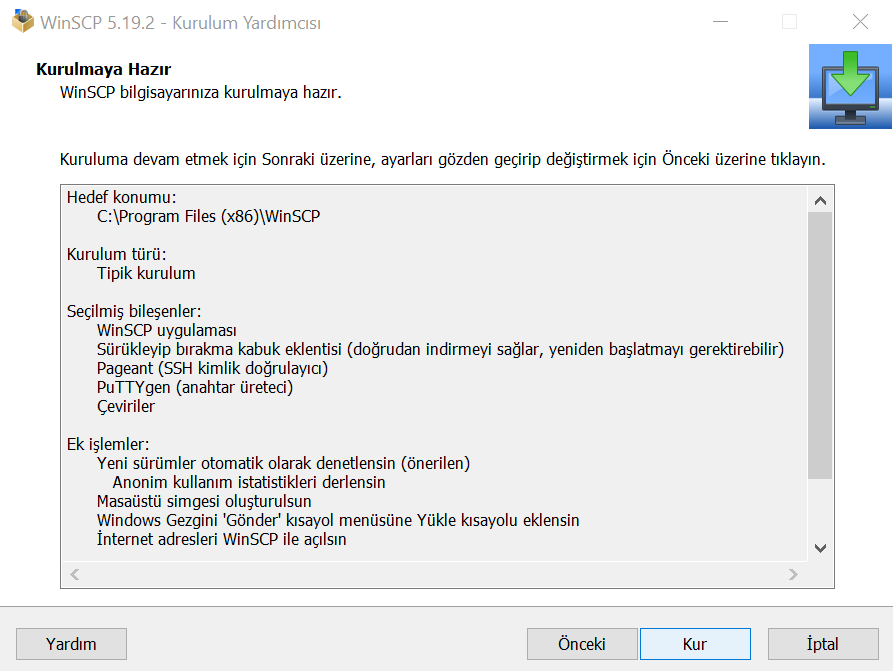 WinSCP 5.19.2 - Kurulum Yardımcısı
Kurulmaya Hazır
WinSCP bilgisayarınıza kurulmaya hazır.
Kuruluma devam etmek için Sonraki üzerine, ayarları gözden geçirip değiştirmek için Önceki üzerine tıklayın.
Hedef konumu:
C:\Program Files (x86)\WinSCP
Kurulum türü:
Tipik kurulum
Seçilmiş bileşenler:
WinSCP uygulaması
Sürükleyip bırakma kabuk eklentisi (doğrudan indirmeyi sağlar, yeniden başlatmayı gerektirebilir)
Pageant (SSH kimlik doğrulayıcı)
PuTTYgen (anahtar üreteci)
Çeviriler
Ek işlemler:
Yeni sürümler otomatik olarak denetlensin (önerilen)
Anonim kullanım istatistikleri derlensin
Masaüstü simgesi oluşturulsun
Windows Gezgini 'Gönder' kısayol menüsüne Yükle kısayolu eklensin
İnternet adresleri WinSCP ile açılsın
Yardım Önceki Kur İptal